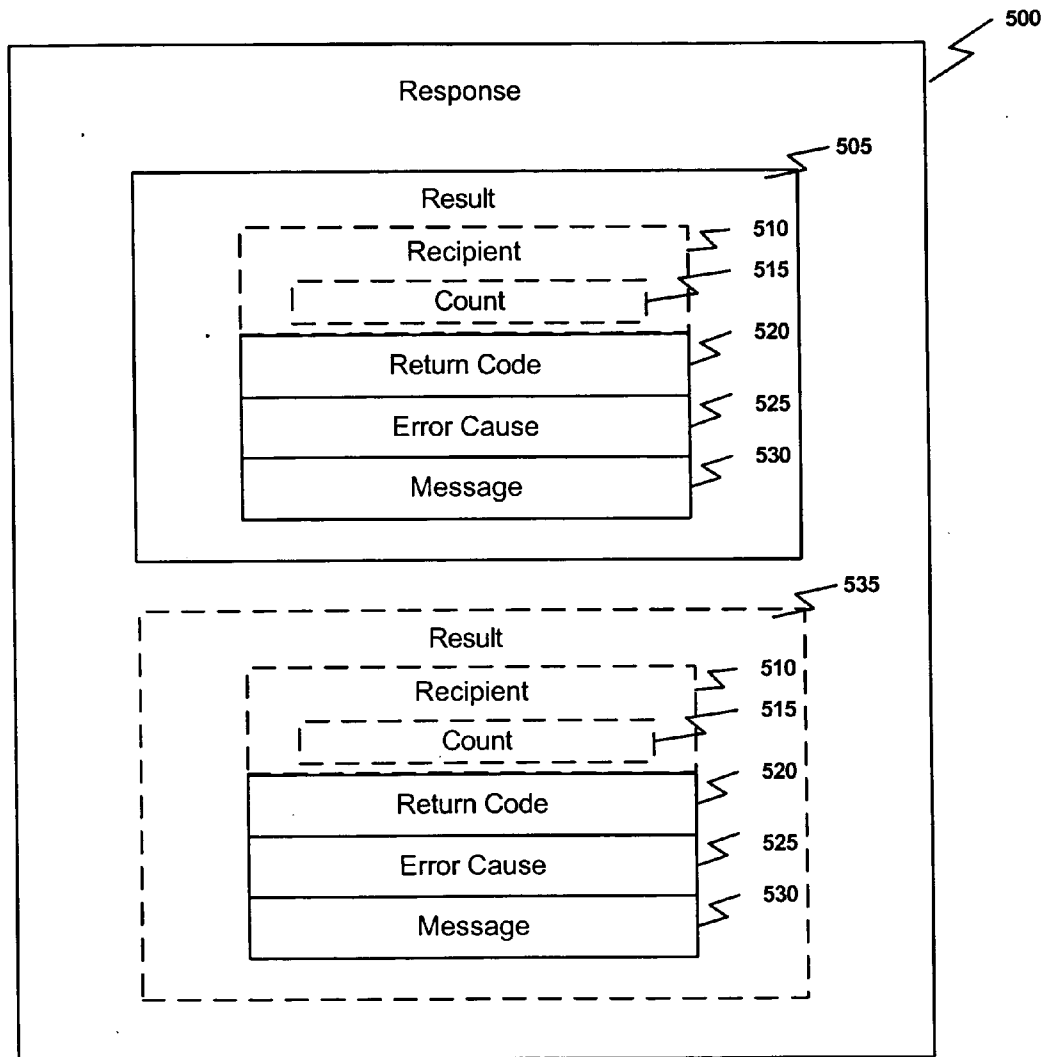 500
Response
505
Result
510
Recipient
515
Count
520
Return Code
525
Error Cause
530
Message
535
Result
510
Recipient
515
Count
520
Return Code
525
Error Cause
530
Message